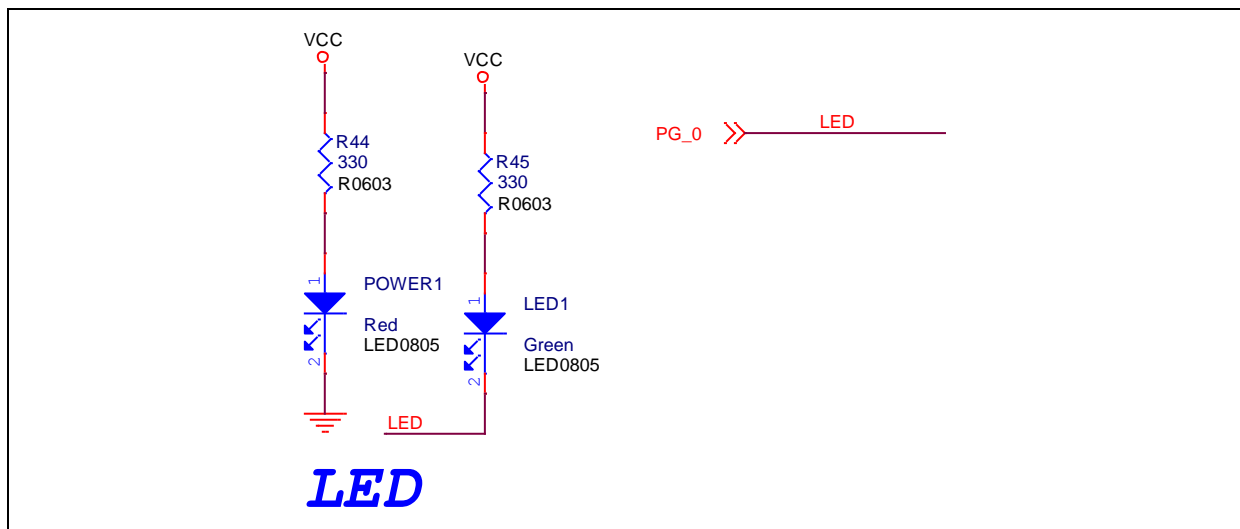 VCC
R44
330
R0603
1
POWER1
Red
LED0805
2
VCC
R45
330
R0603
1
LED1
Green
LED0805
2
LED
PG_0
LED
LED